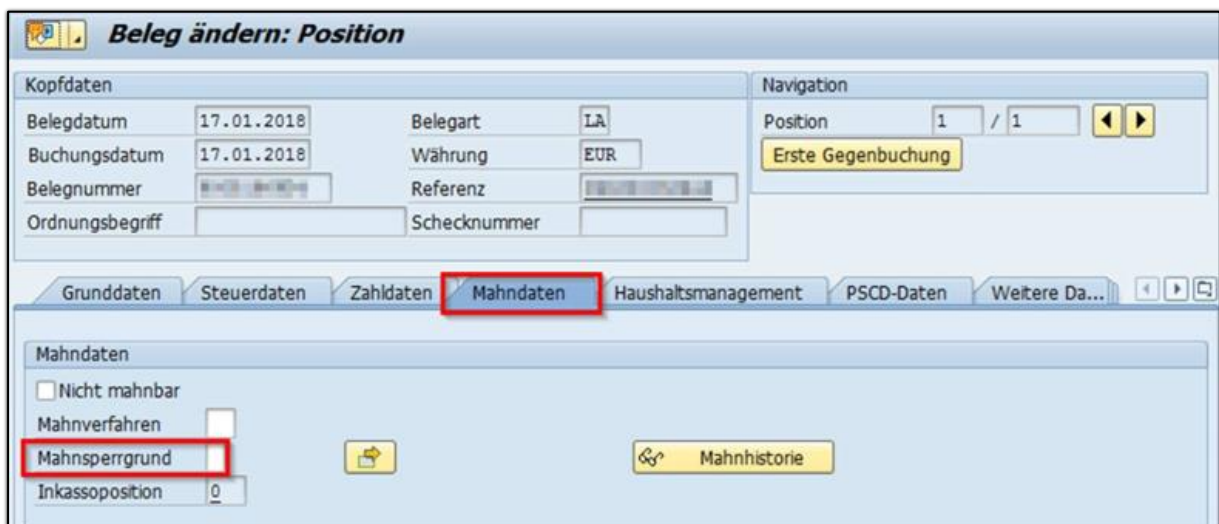 Beleg ändern: Position
Kopfdaten
Belegdatum 17.01.2018 Belegart LA
Buchungsdatum 17.01.2018 Währung EUR
Belegnummer Referenz
Ordnungsbegriff Schecknummer
Navigation
Position 1 / 1
Erste Gegenbuchung
Grunddaten Steuerdaten Zahldaten Mahndaten Haushaltsmanagement PSCD-Daten Weitere Da...
Mahndaten
Nicht mahnbar
Mahnverfahren
Mahnsperrgrund Mahnhistorie
Inkassoposition 0